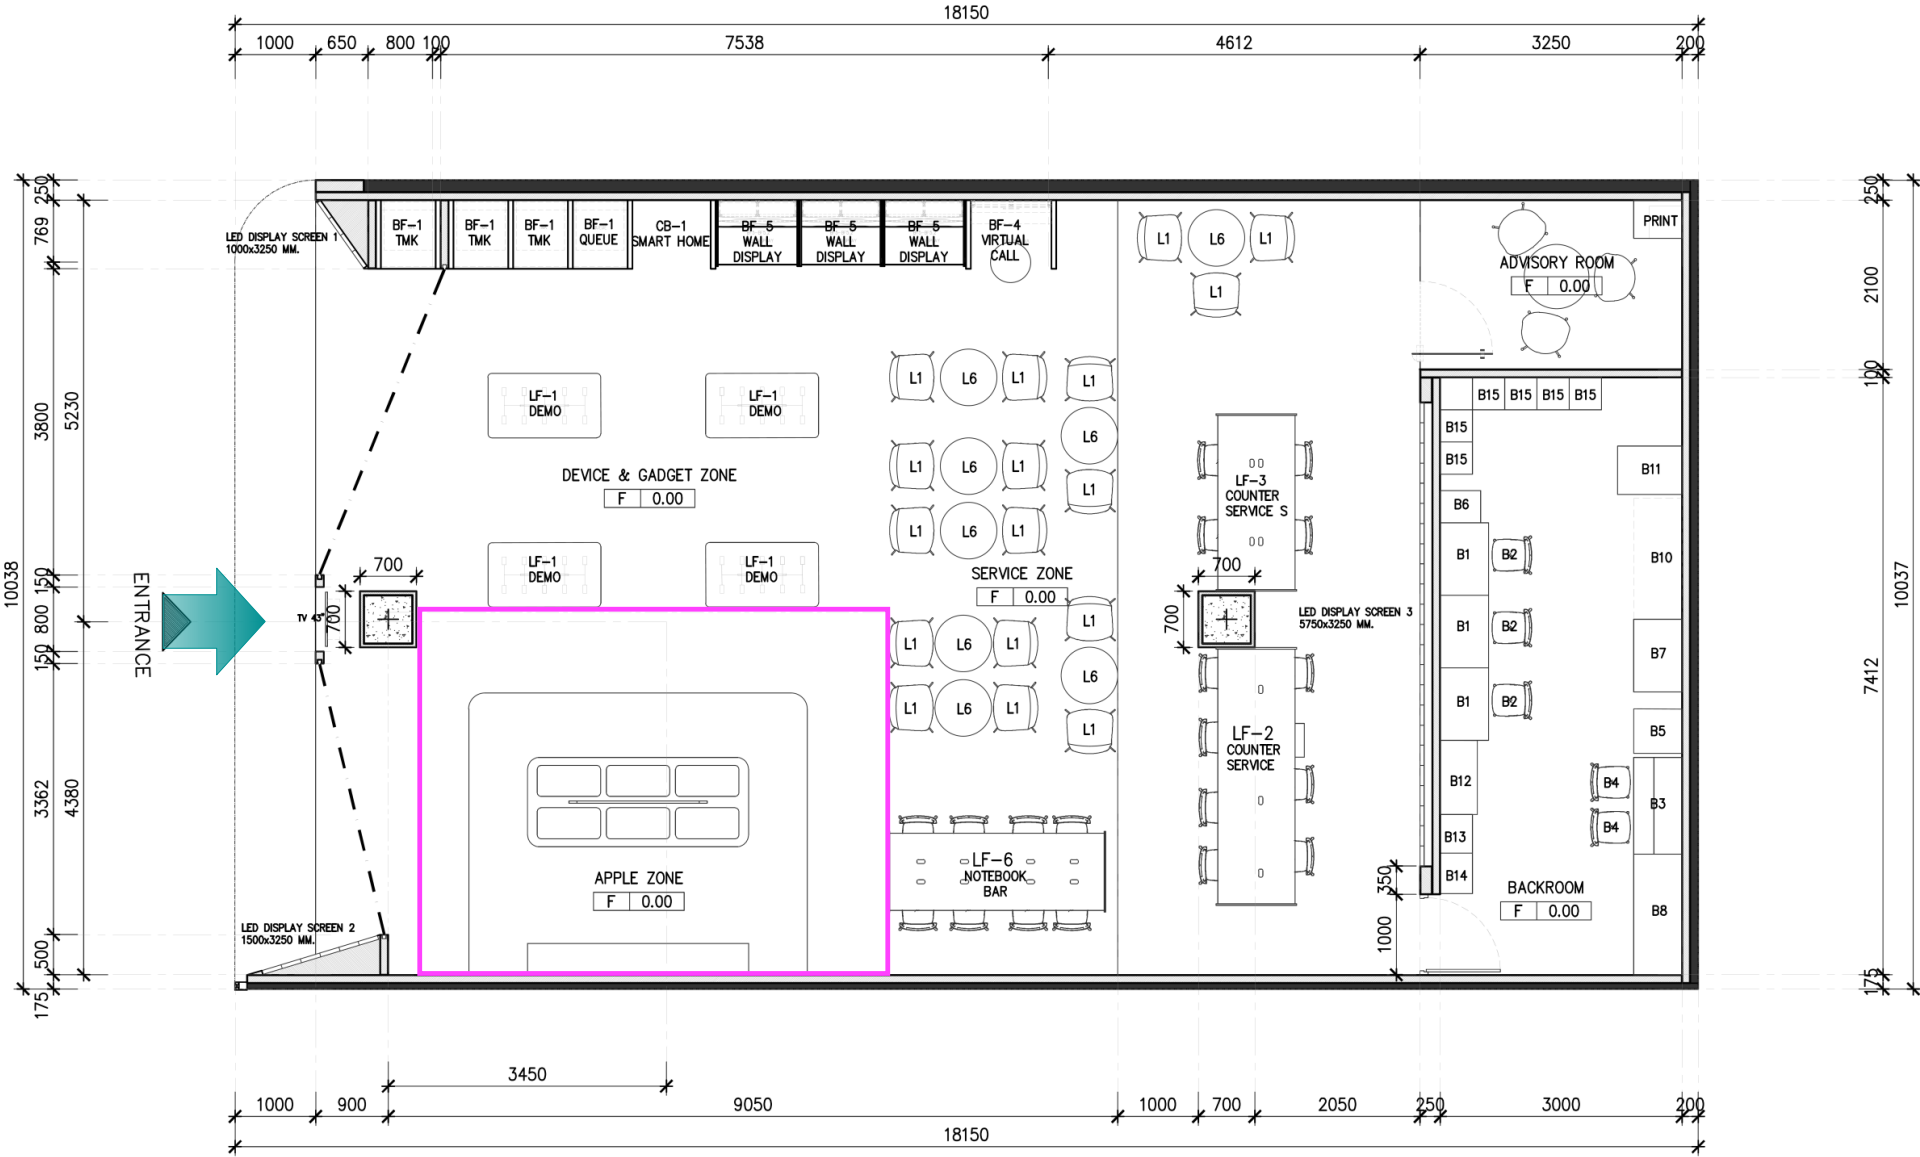 18150
1000 650 800 100 7538 4612 3250 200
250
769
3800
5230
150
800
150
3362
4380
500
175
10038
250
2100
100
7412
175
10037
LED DISPLAY SCREEN 1
1000x3250 MM.
BF-1
TMK
BF-1
TMK
BF-1
TMK
BF-1
QUEUE
CB-1
SMART HOME
BF-5
WALL
DISPLAY
BF-5
WALL
DISPLAY
BF-5
WALL
DISPLAY
BF-4
VIRTUAL
CALL
L1 L6 L1
L1
PRINT
ADVISORY ROOM
F 0.00
LF-1
DEMO
LF-1
DEMO
DEVICE & GADGET ZONE
F 0.00
LF-1
DEMO
LF-1
DEMO
L1 L6 L1
L1 L6 L1
L1 L6 L1
L1
L6
L1
SERVICE ZONE
F 0.00
L1 L6 L1
L1 L6 L1
L1
L6
L1
LF-3
COUNTER
SERVICE S
700
700
LED DISPLAY SCREEN 3
5750x3250 MM.
LF-2
COUNTER
SERVICE
B15 B15 B15 B15
B15
B15
B6
B1 B2
B1 B2
B1 B2
B12
B13
B14
B11
B10
B7
B5
B4
B4
B3
B8
BACKROOM
F 0.00
350
1000
ENTRANCE
TV 43"
700
700
APPLE ZONE
F 0.00
LF-6
NOTEBOOK
BAR
LED DISPLAY SCREEN 2
1500x3250 MM.
3450
1000 900 9050 1000 700 2050 250 3000 200
18150